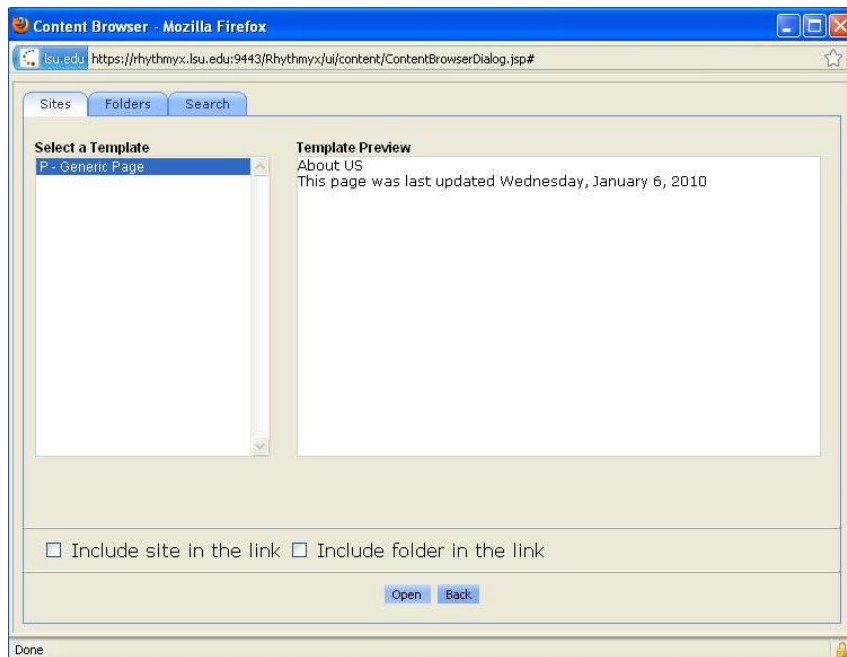 Content Browser - Mozilla Firefox
lsu.edu https://rhythmyx.lsu.edu:9443/Rhythmyx/ui/content/ContentBrowserDialog.jsp#
Sites Folders Search
Select a Template Template Preview
P - Generic Page About US
This page was last updated Wednesday, January 6, 2010
Include site in the link Include folder in the link
Open Back
Done